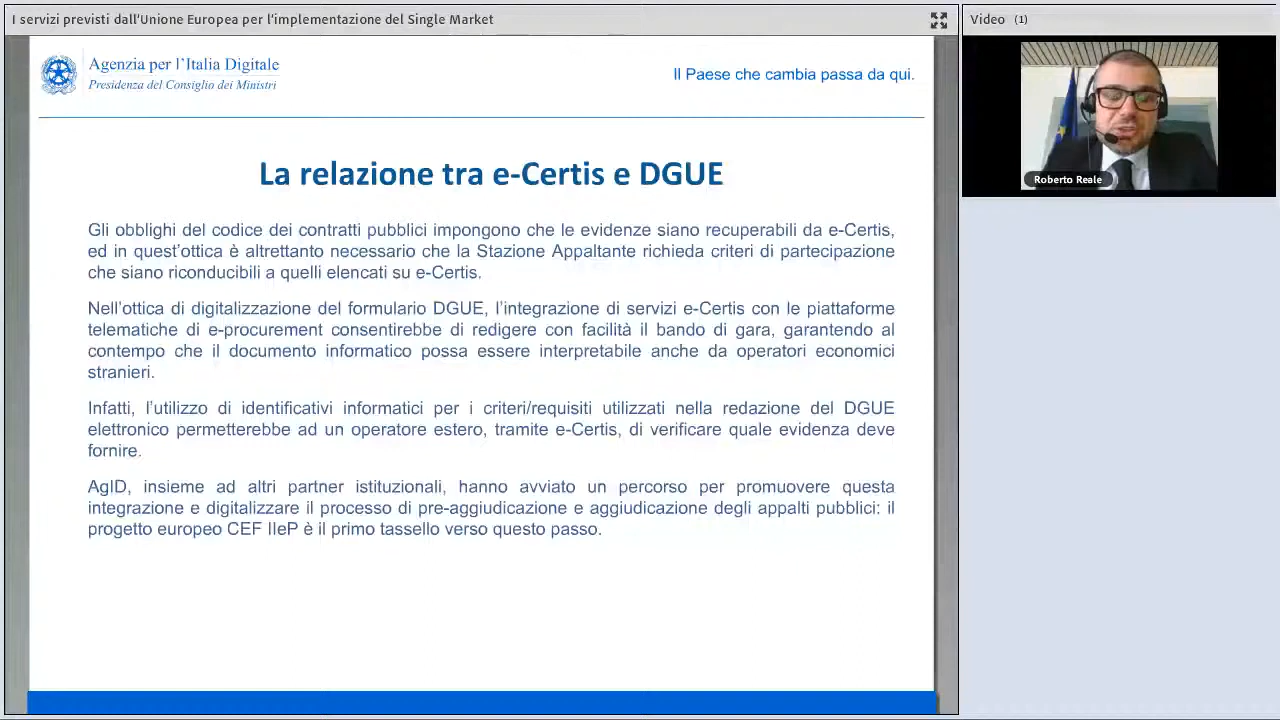 I servizi previsti dall'Unione Europea per l'implementazione del Single Market
Video (1)
Agenzia per l'Italia Digitale
Presidenza del Consiglio dei Ministri
Il Paese che cambia passa da qui.
Roberto Reale
La relazione tra e-Certis e DGUE
Gli obblighi del codice dei contratti pubblici impongono che le evidenze siano recuperabili da e-Certis,
ed in quest'ottica è altrettanto necessario che la Stazione Appaltante richieda criteri di partecipazione
che siano riconducibili a quelli elencati su e-Certis.
Nell'ottica di digitalizzazione del formulario DGUE, l'integrazione di servizi e-Certis con le piattaforme
telematiche di e-procurement consentirebbe di redigere con facilità il bando di gara, garantendo al
contempo che il documento informatico possa essere interpretabile anche da operatori economici
stranieri.
Infatti, l'utilizzo di identificativi informatici per i criteri/requisiti utilizzati nella redazione del DGUE
elettronico permetterebbe ad un operatore estero, tramite e-Certis, di verificare quale evidenza deve
fornire.
AgID, insieme ad altri partner istituzionali, hanno avviato un percorso per promuovere questa
integrazione e digitalizzare il processo di pre-aggiudicazione e aggiudicazione degli appalti pubblici: il
progetto europeo CEF IIeP è il primo tassello verso questo passo.